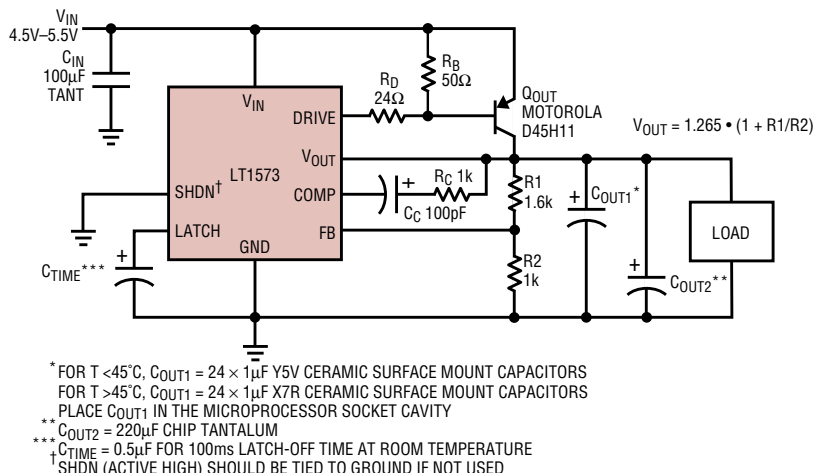 VIN
4.5V–5.5V
CIN
100µF
TANT
RD
24Ω
RB
50Ω
QOUT
MOTOROLA
D45H11
VOUT = 1.265 • (1 + R1/R2)
VIN
DRIVE
VOUT
LT1573
SHDN†
COMP
LATCH
FB
GND
RC 1k
CC 100pF
R1
1.6k
R2
1k
COUT1*
COUT2**
LOAD
CTIME***
*FOR T <45°C, COUT1 = 24 × 1µF Y5V CERAMIC SURFACE MOUNT CAPACITORS
FOR T >45°C, COUT1 = 24 × 1µF X7R CERAMIC SURFACE MOUNT CAPACITORS
PLACE COUT1 IN THE MICROPROCESSOR SOCKET CAVITY
**COUT2 = 220µF CHIP TANTALUM
***CTIME = 0.5µF FOR 100ms LATCH-OFF TIME AT ROOM TEMPERATURE
†SHDN (ACTIVE HIGH) SHOULD BE TIED TO GROUND IF NOT USED